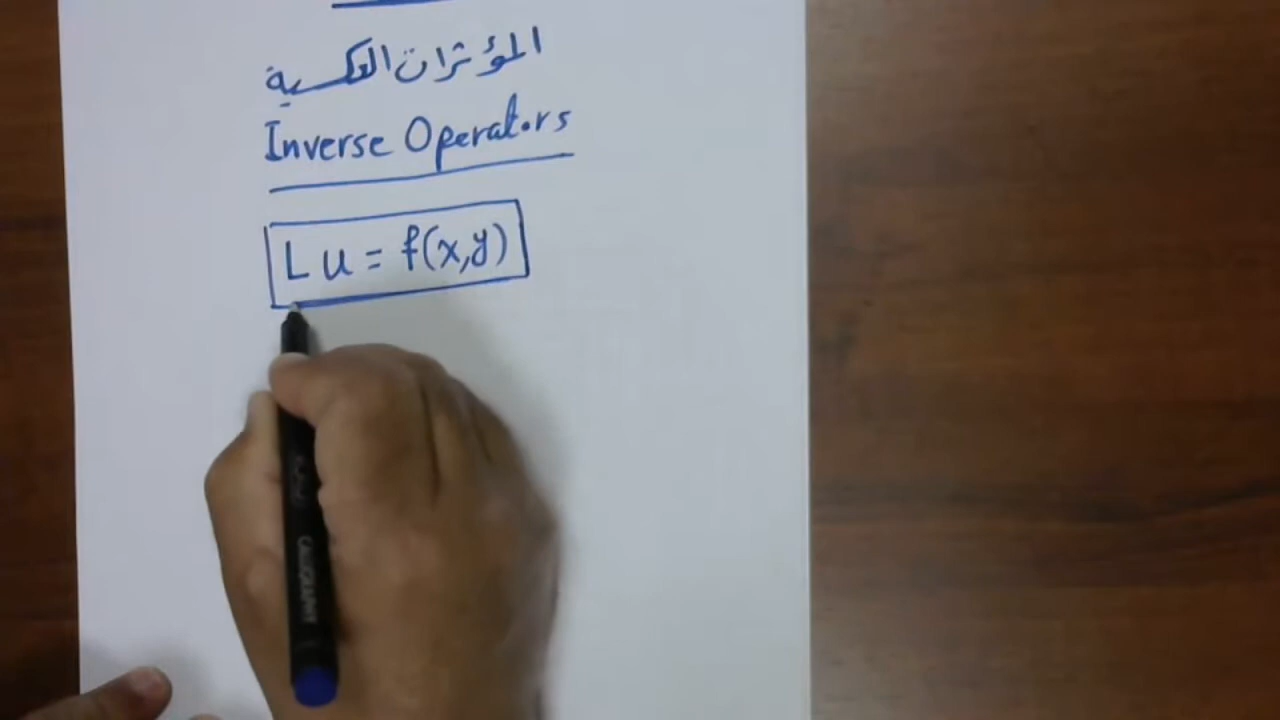 المؤثرات العكسية
Inverse Operators
L u = f(x,y)